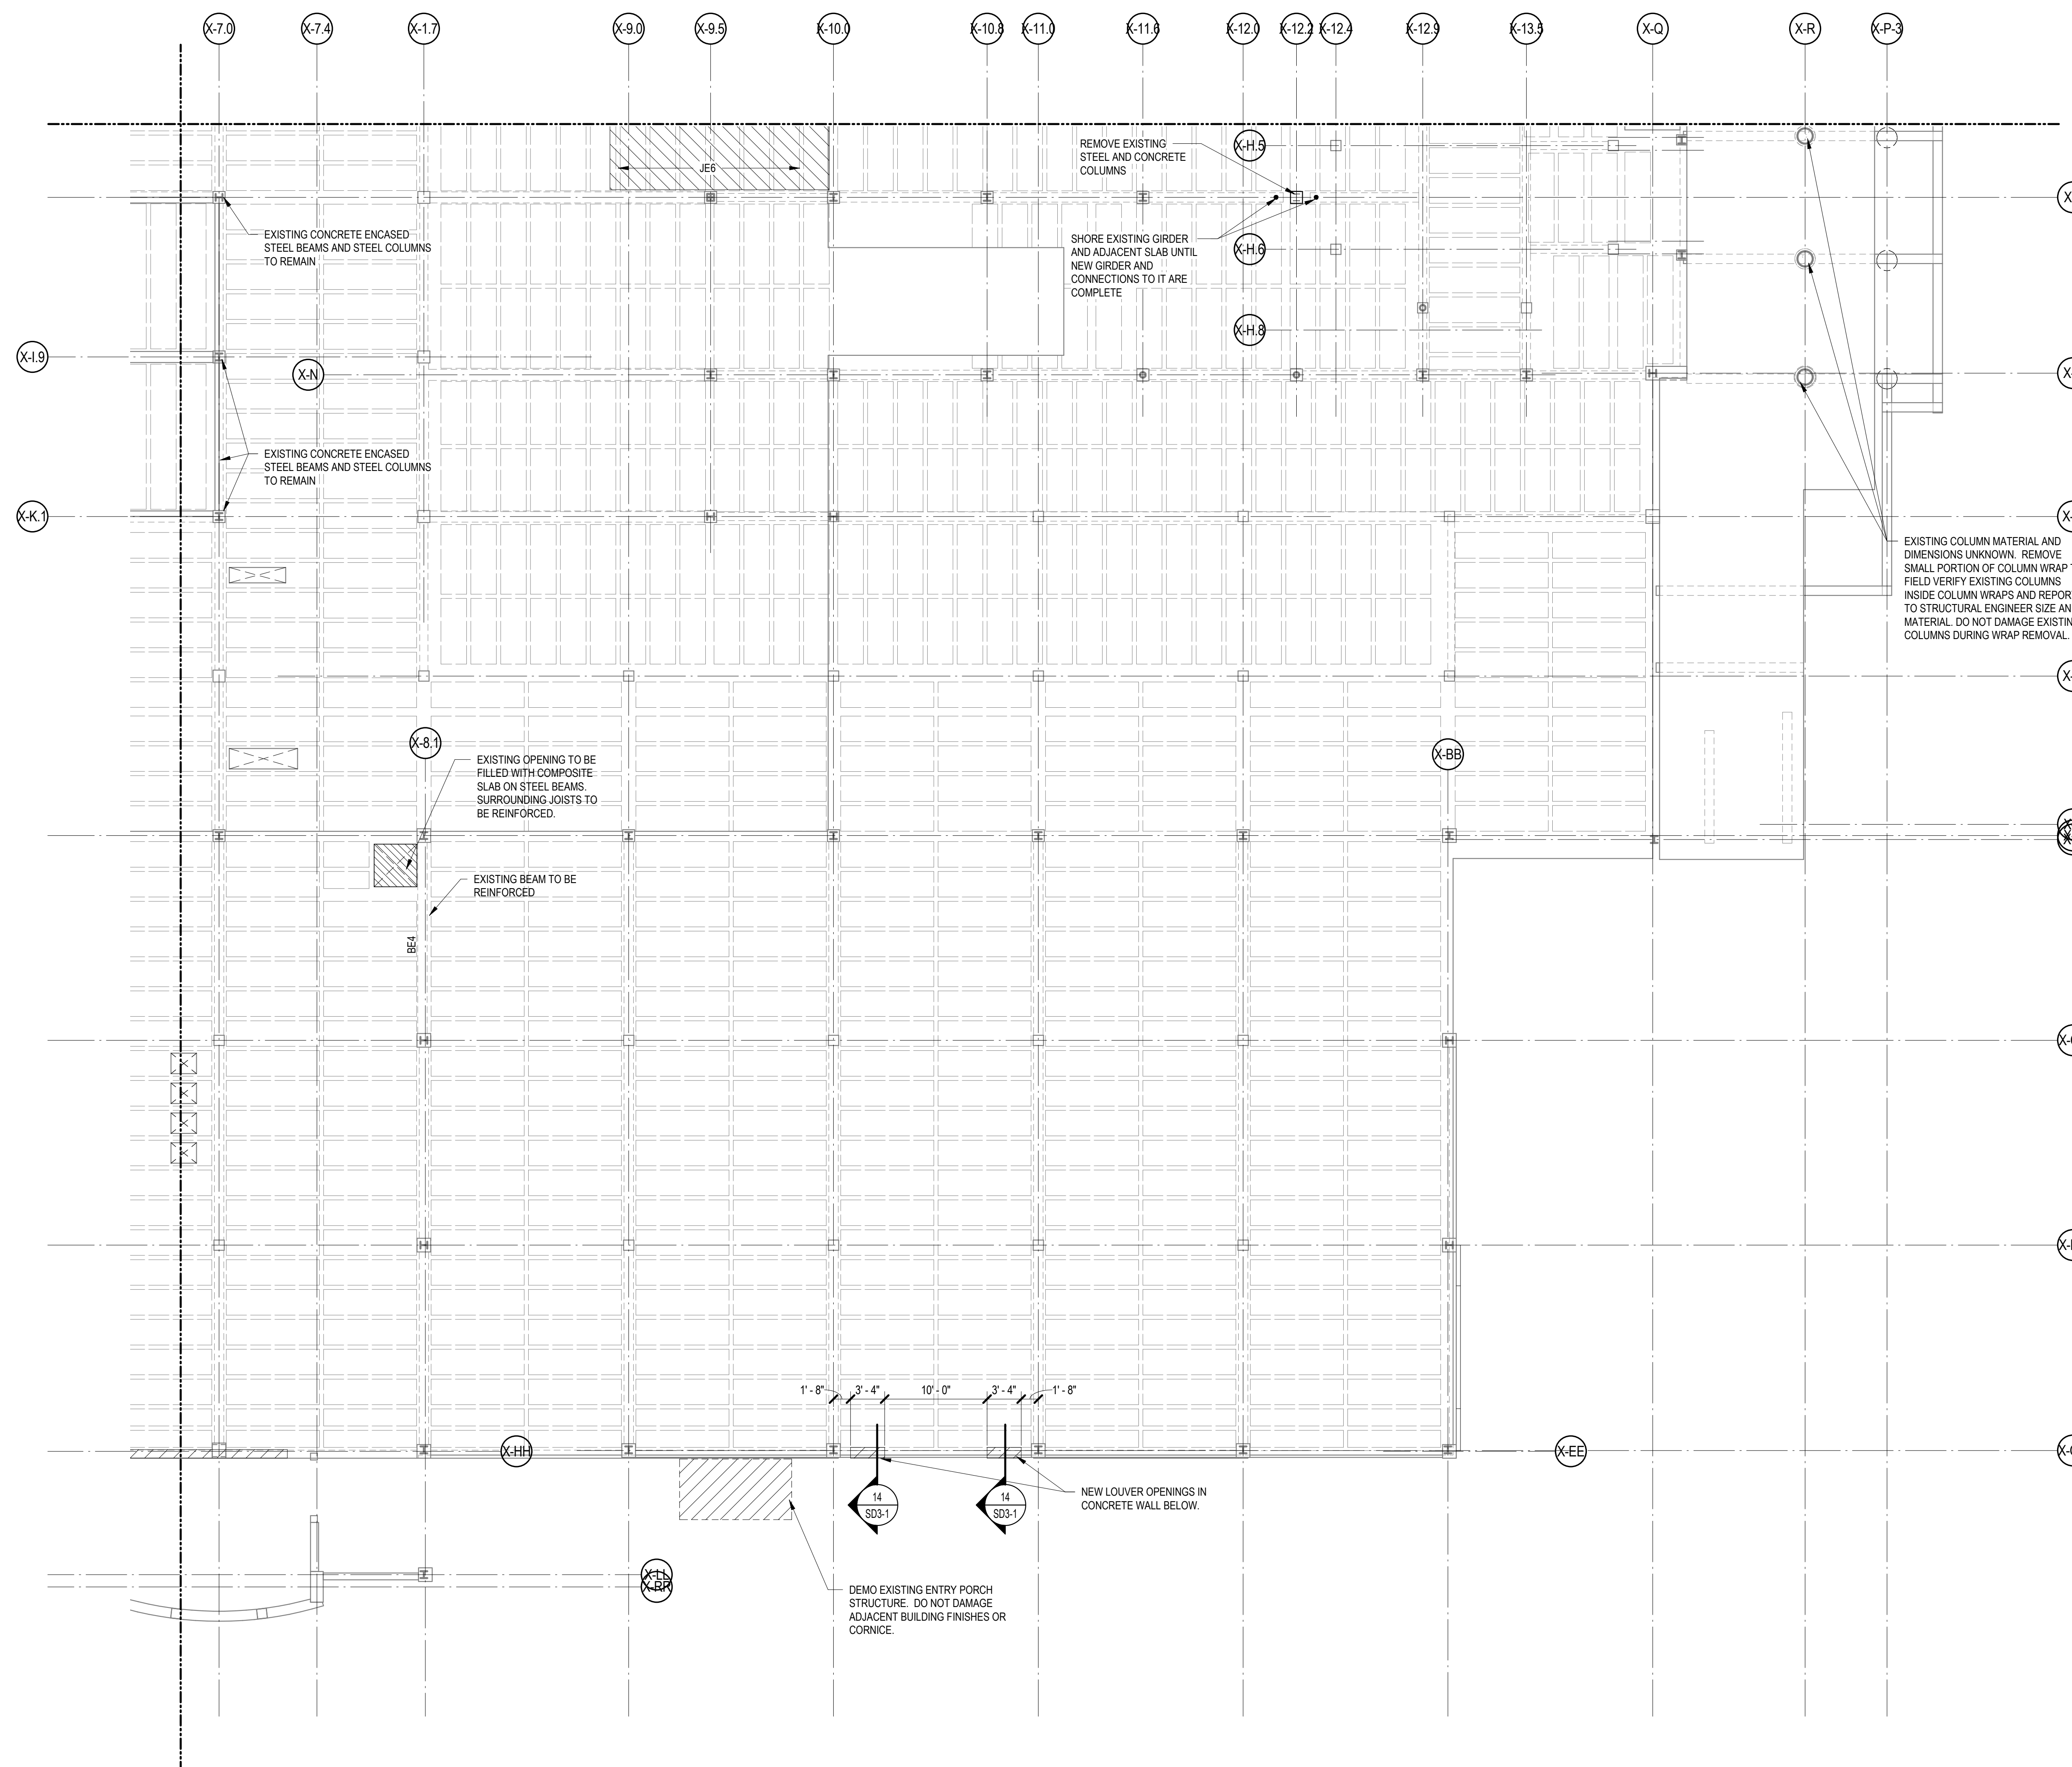 X-7.0
X-7.4
X-1.7
X-9.0
X-9.5
X-10.0
X-10.8
X-11.0
X-11.6
X-12.0
X-12.2
X-12.4
X-12.9
X-13.5
X-Q
X-R
X-P-3
REMOVE EXISTING
STEEL AND CONCRETE
COLUMNS
X-H.5
JE6
EXISTING CONCRETE ENCASED
STEEL BEAMS AND STEEL COLUMNS
TO REMAIN
SHORE EXISTING GIRDER
AND ADJACENT SLAB UNTIL
NEW GIRDER AND
CONNECTIONS TO IT ARE
COMPLETE
X-H.6
X-H.8
X-I.9
X-N
EXISTING CONCRETE ENCASED
STEEL BEAMS AND STEEL COLUMNS
TO REMAIN
X-K.1
EXISTING COLUMN MATERIAL AND
DIMENSIONS UNKNOWN. REMOVE
SMALL PORTION OF COLUMN WRAP
FIELD VERIFY EXISTING COLUMNS
INSIDE COLUMN WRAPS AND REPOR
TO STRUCTURAL ENGINEER SIZE AN
MATERIAL. DO NOT DAMAGE EXISTIN
COLUMNS DURING WRAP REMOVAL.
X-8.1
X-BB
EXISTING OPENING TO BE
FILLED WITH COMPOSITE
SLAB ON STEEL BEAMS.
SURROUNDING JOISTS TO
BE REINFORCED.
EXISTING BEAM TO BE
REINFORCED
BE4
1' - 8"
3' - 4"
10' - 0"
3' - 4"
1' - 8"
X-HH
X-EE
14
SD3-1
14
SD3-1
NEW LOUVER OPENINGS IN
CONCRETE WALL BELOW.
X-LL
X-RR
DEMO EXISTING ENTRY PORCH
STRUCTURE. DO NOT DAMAGE
ADJACENT BUILDING FINISHES OR
CORNICE.